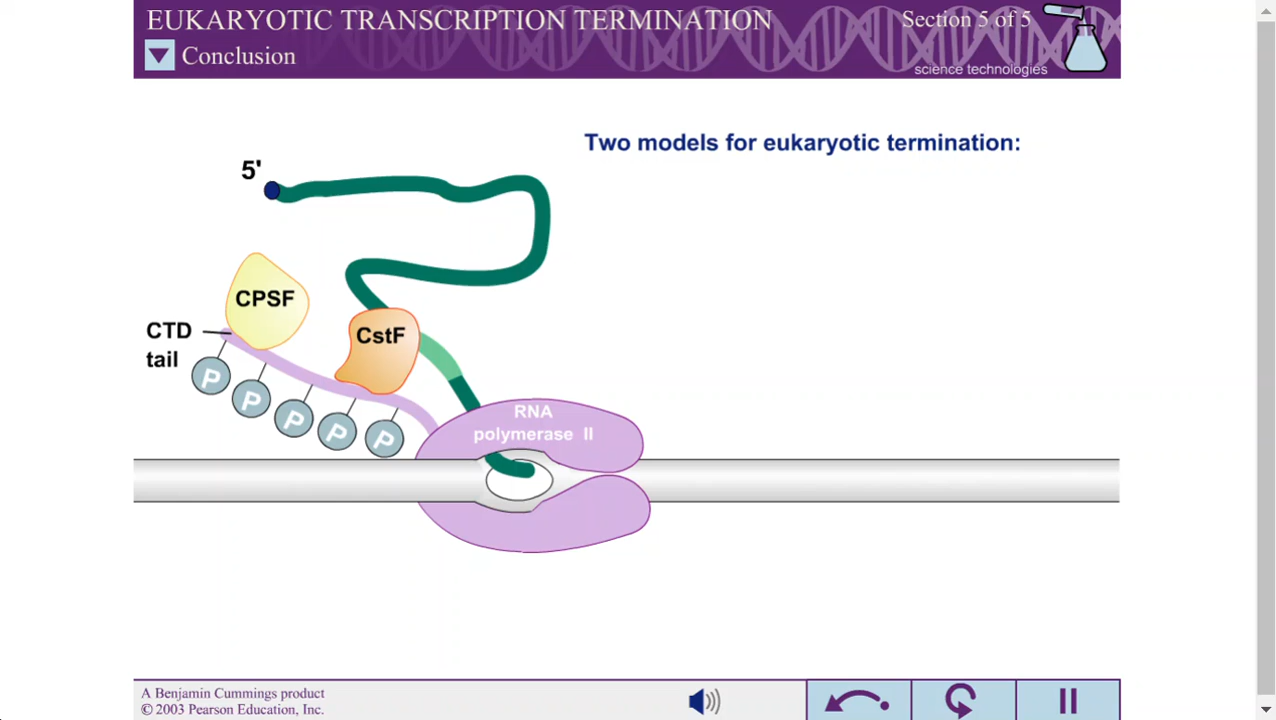 EUKARYOTIC TRANSCRIPTION TERMINATION
Section 5 of 5
Conclusion
science technologies
Two models for eukaryotic termination:
5'
CPSF
CstF
CTD
tail
P
P
P
P
P
RNA
polymerase II
A Benjamin Cummings product
© 2003 Pearson Education, Inc.